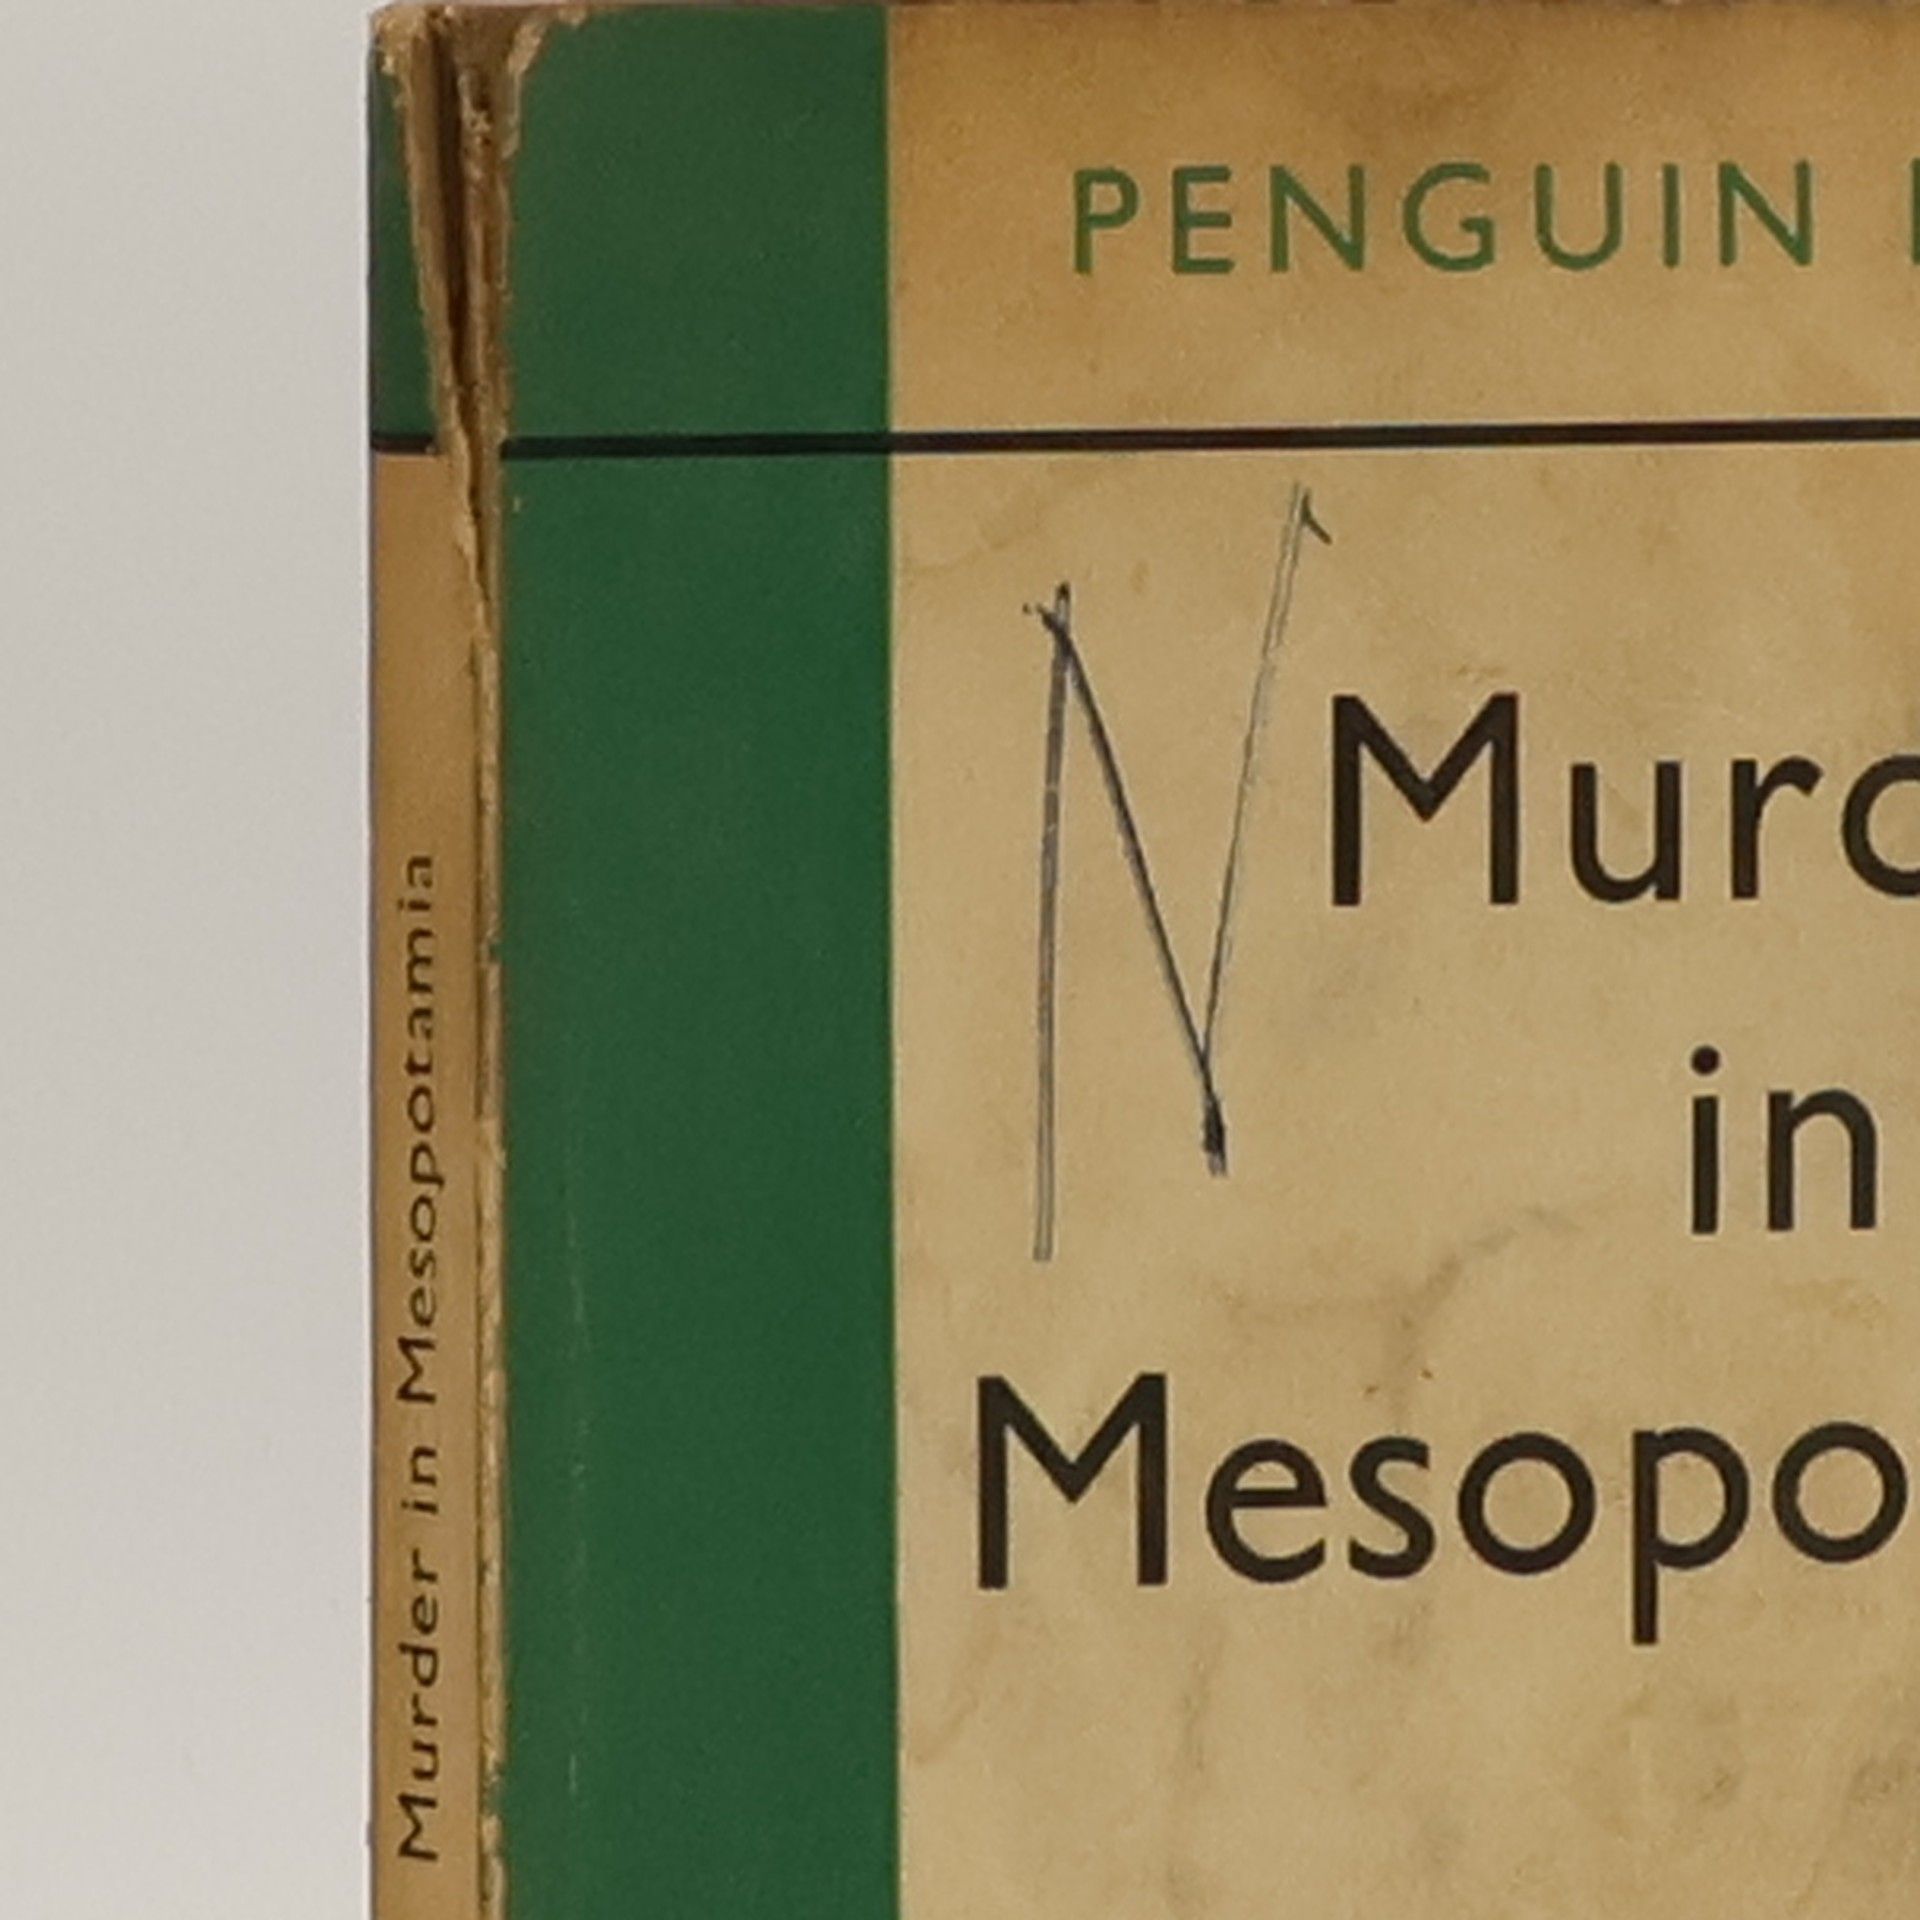 PENGUIN
N
Murd
in
Mesopo
Murder in Mesopotamia